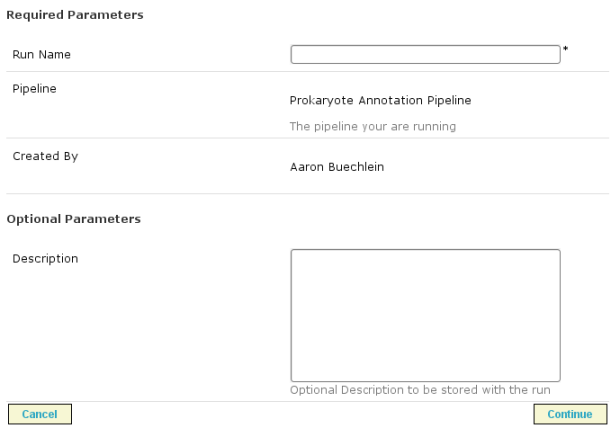 Required Parameters
Run Name *
Pipeline
Prokaryote Annotation Pipeline
The pipeline your are running
Created By
Aaron Buechlein
Optional Parameters
Description
Optional Description to be stored with the run
Cancel Continue